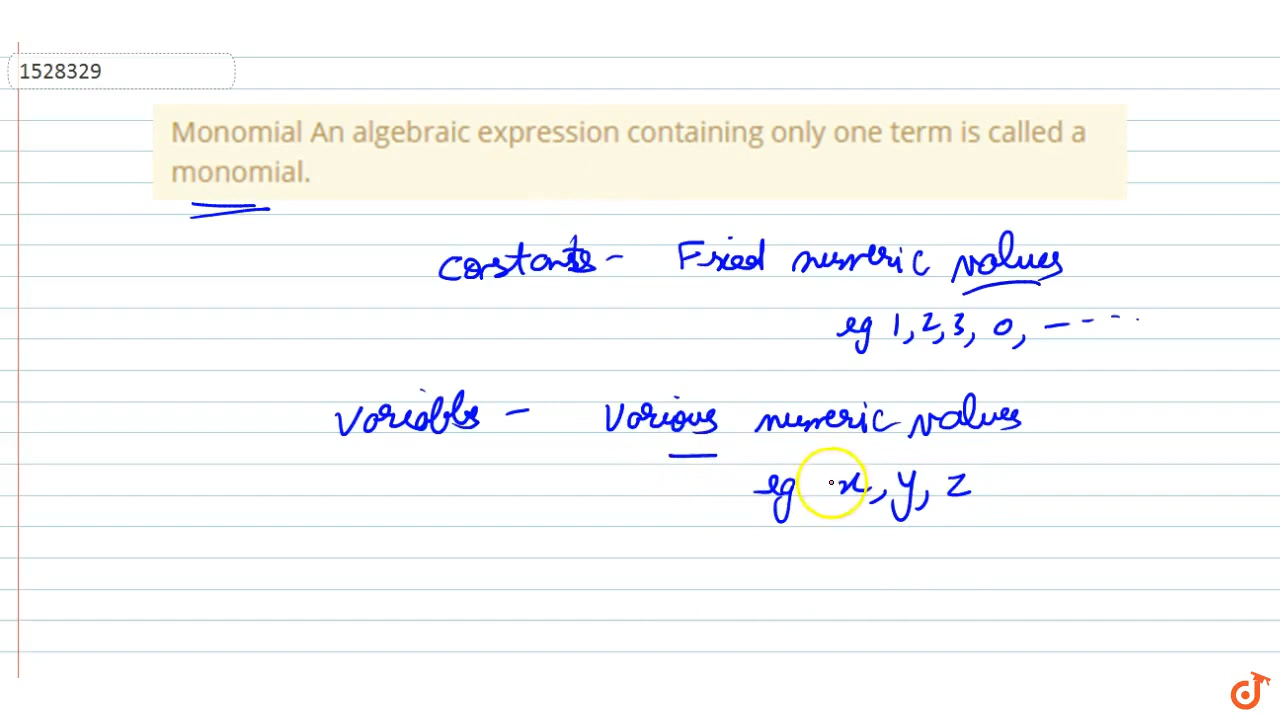 1528329
Monomial An algebraic expression containing only one term is called a
monomial.
Constants - Fixed numeric values
eg 1, 2, 3, 0, - - - -
Variables - Various numeric values
eg x, y, z